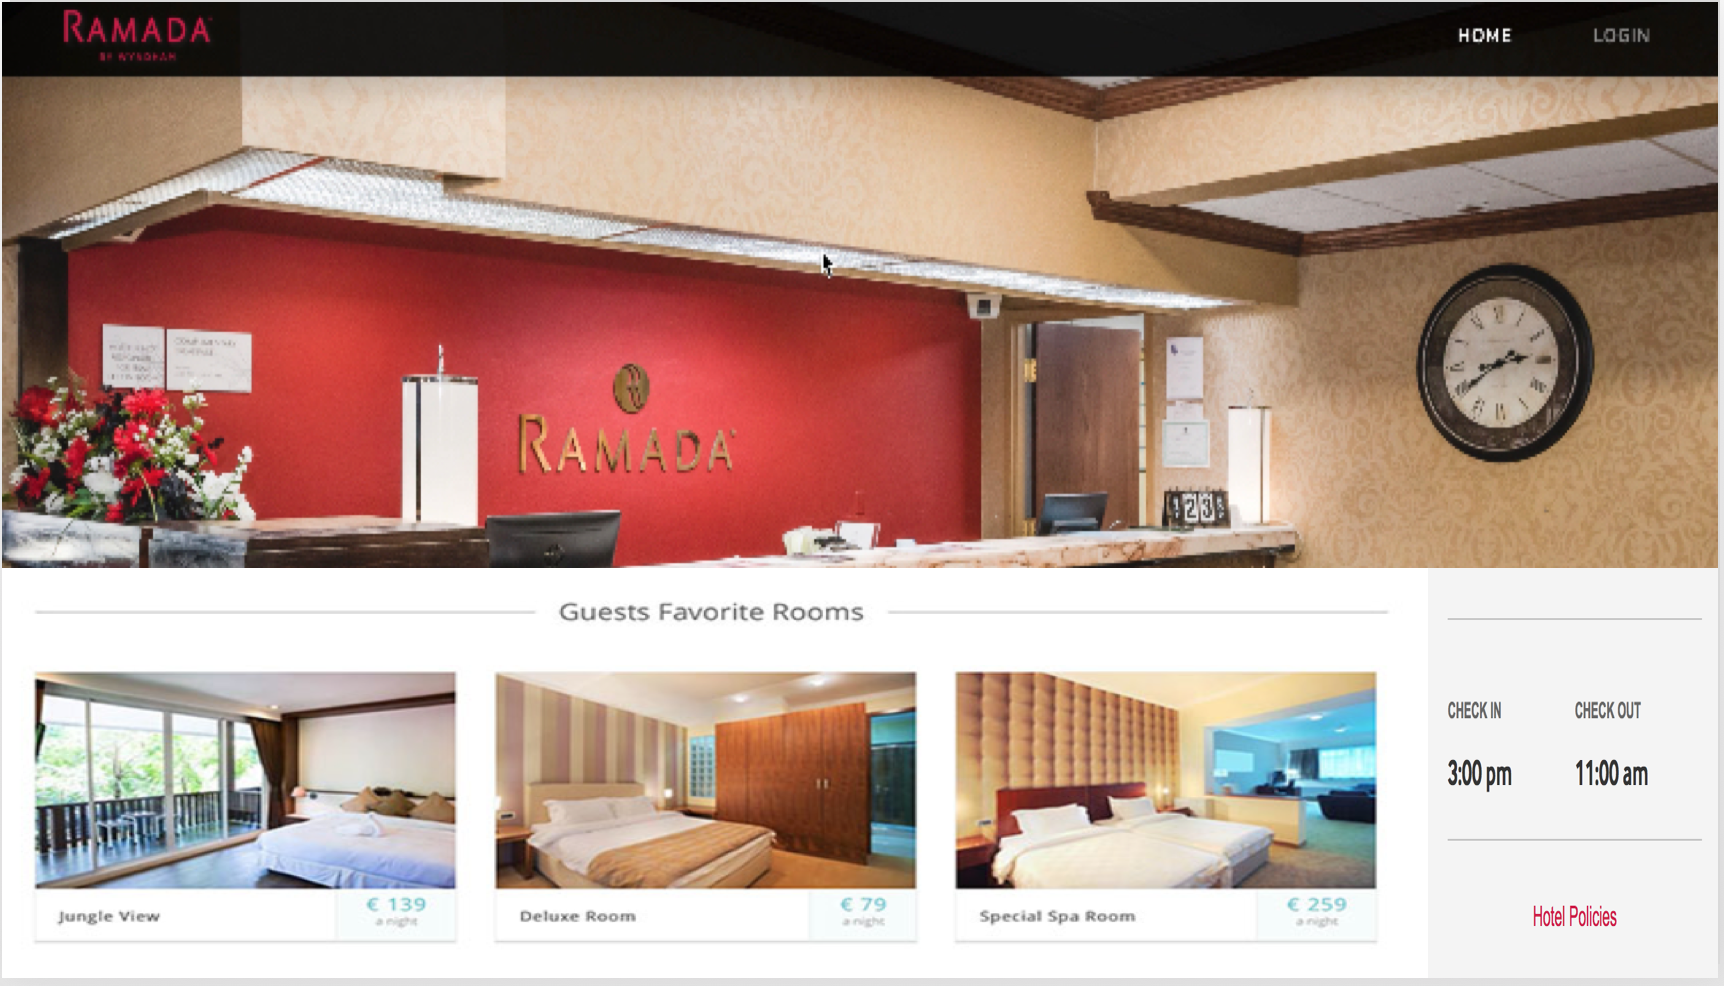 RAMADA
BY WYNDHAM
HOME
LOGIN
RAMADA
123
Guests Favorite Rooms
Jungle View
€ 139
a night
Deluxe Room
€ 79
a night
Special Spa Room
€ 259
a night
CHECK IN
CHECK OUT
3:00 pm
11:00 am
Hotel Policies